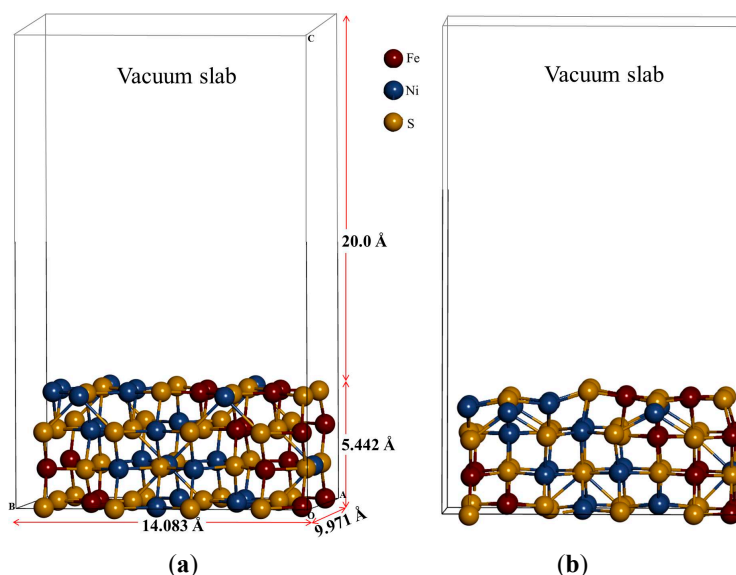 C
Vacuum slab
Fe
Ni
S
Vacuum slab
20.0 Å
5.442 Å
A
B
O
14.083 Å
9.971 Å
(a)
(b)